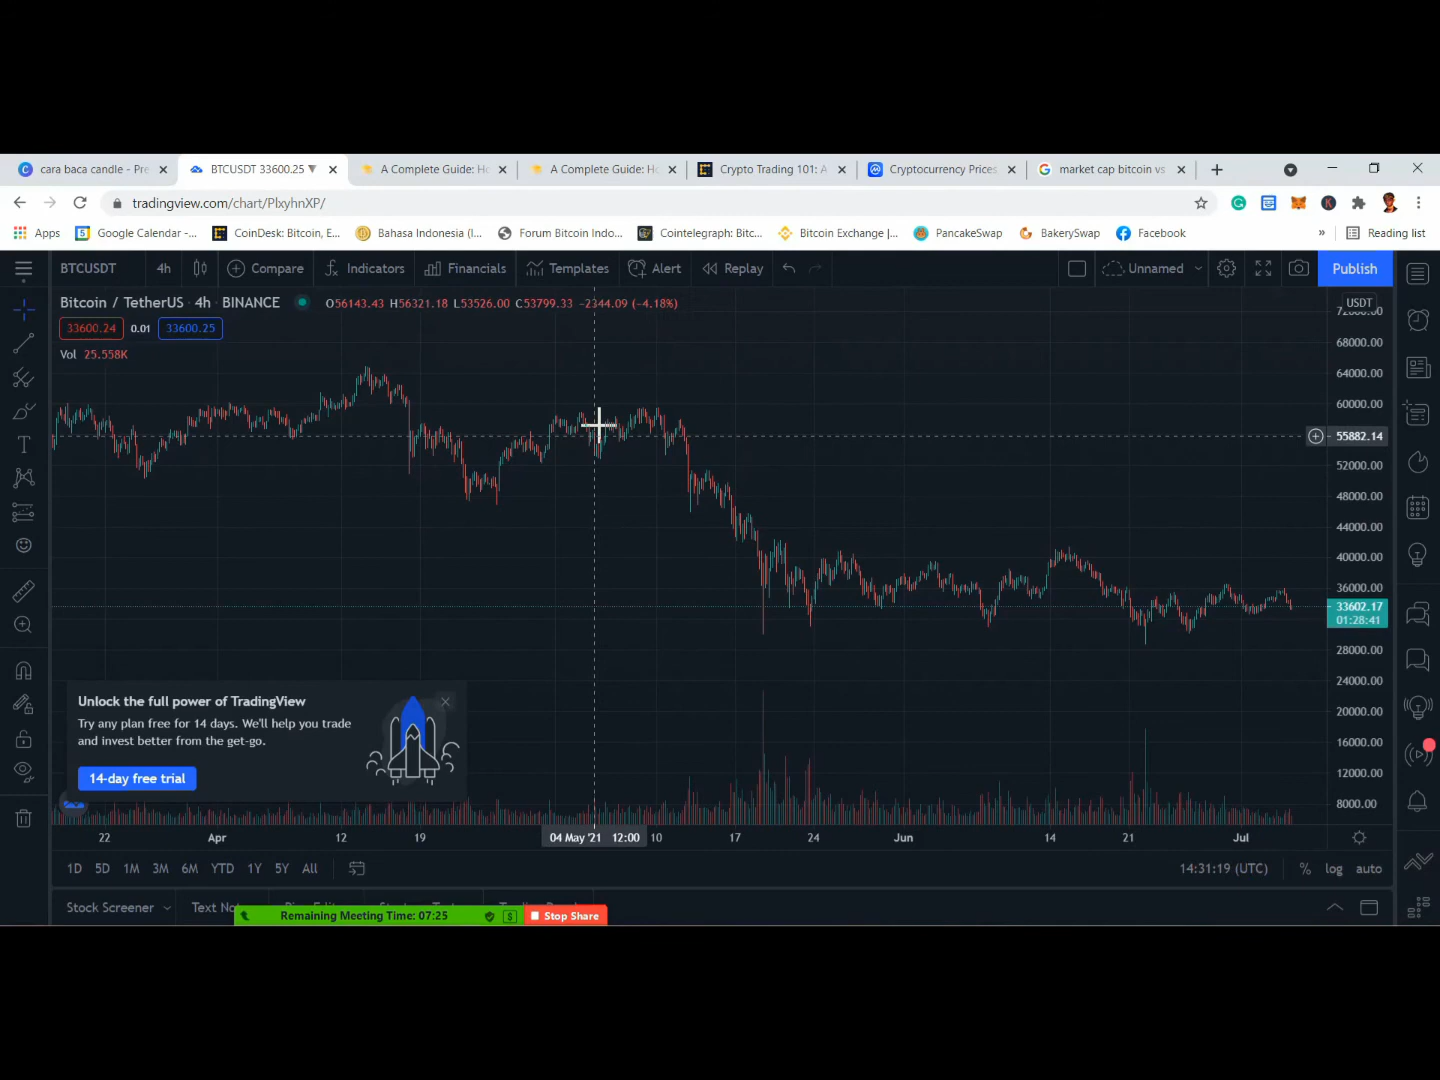 cara baca candle - Pre
BTCUSDT 33600.25 ▼
A Complete Guide: Ho
A Complete Guide: Ho
Crypto Trading 101: A
Cryptocurrency Prices
market cap bitcoin vs
tradingview.com/chart/PlxyhnXP/
Apps
Google Calendar -...
CoinDesk: Bitcoin, E...
Bahasa Indonesia (I...
Forum Bitcoin Indo...
Cointelegraph: Bitc...
Bitcoin Exchange |...
PancakeSwap
BakerySwap
Facebook
»
Reading list
BTCUSDT
4h
Compare
Indicators
Financials
Templates
Alert
Replay
Unnamed
Publish
Bitcoin / TetherUS · 4h · BINANCE
O56143.43 H56321.18 L53526.00 C53799.33 −2344.09 (−4.18%)
USDT
33600.24
0.01
33600.25
Vol 25.558K
72000.00
68000.00
64000.00
60000.00
55882.14
52000.00
48000.00
44000.00
40000.00
36000.00
33602.17
01:28:41
28000.00
24000.00
20000.00
16000.00
12000.00
8000.00
Unlock the full power of TradingView
Try any plan free for 14 days. We'll help you trade
and invest better from the get-go.
14-day free trial
22
Apr
12
19
04 May '21 12:00
10
17
24
Jun
14
21
Jul
1D
5D
1M
3M
6M
YTD
1Y
5Y
All
14:31:19 (UTC)
%
log
auto
Stock Screener
Text No
Remaining Meeting Time: 07:25
Stop Share